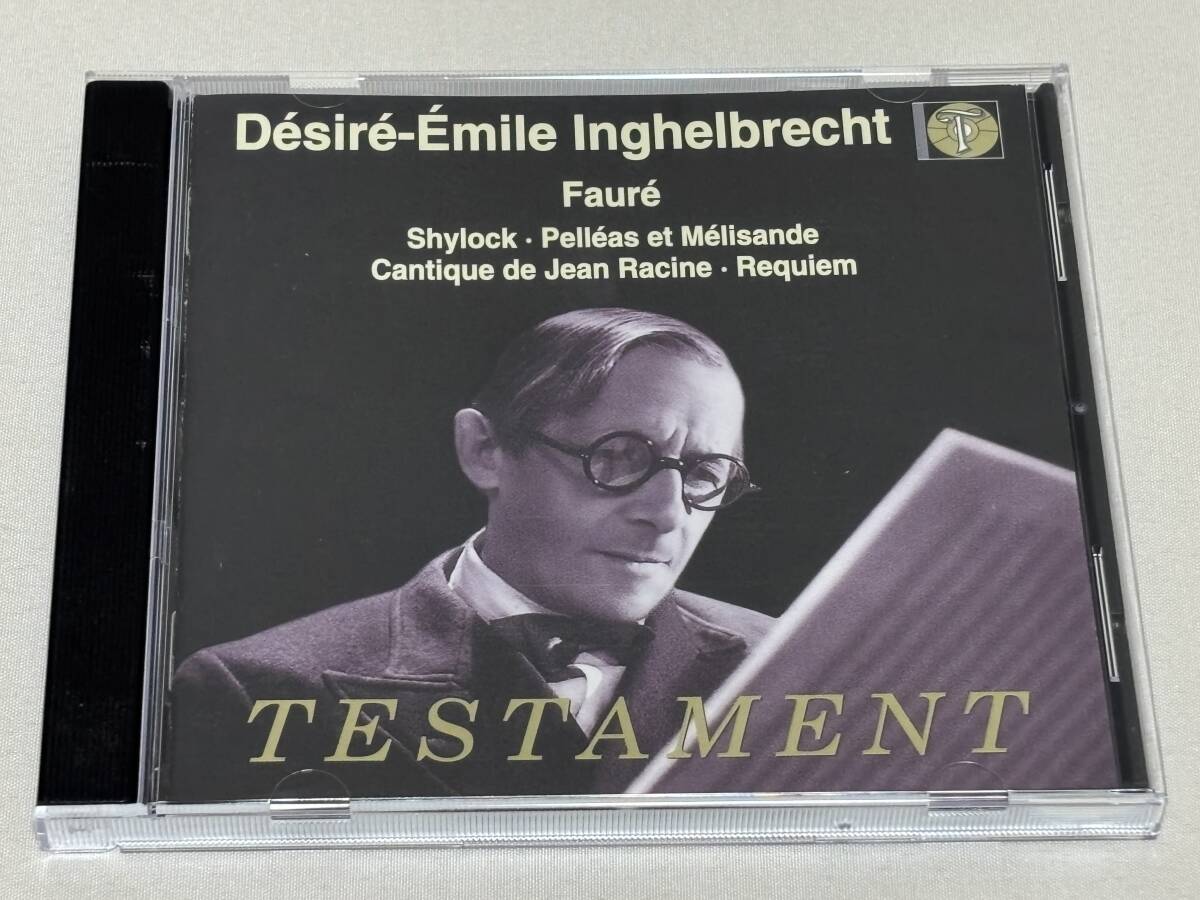 Désiré-Émile Inghelbrecht
Fauré
Shylock · Pelléas et Mélisande
Cantique de Jean Racine · Requiem
TESTAMENT